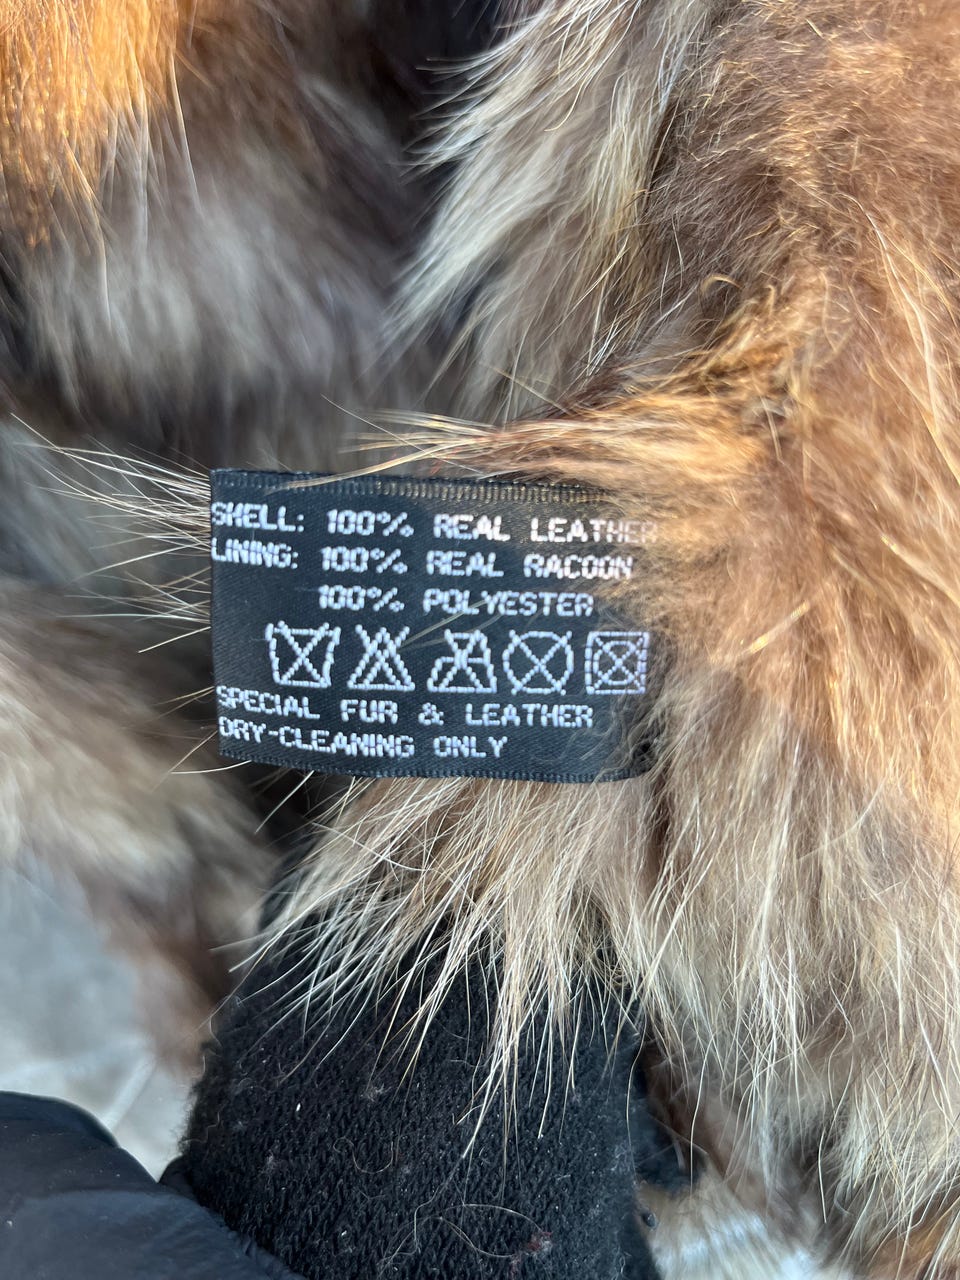 SHELL: 100% REAL LEATHER
LINING: 100% REAL RACOON
100% POLYESTER
SPECIAL FUR & LEATHER
DRY-CLEANING ONLY